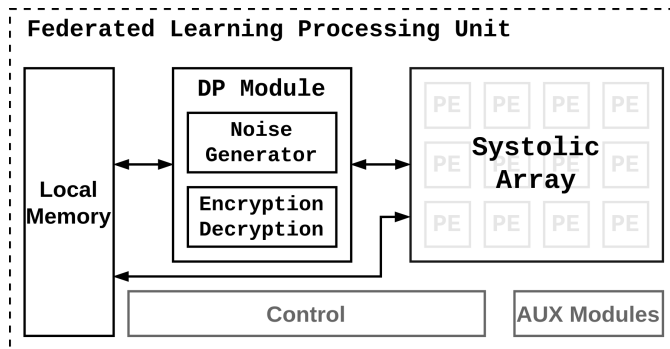 Federated Learning Processing Unit
Local
Memory
DP Module
Noise
Generator
Encryption
Decryption
PE PE PE PE
PE PE PE PE
Systolic
Array
PE PE PE PE
Control
AUX Modules